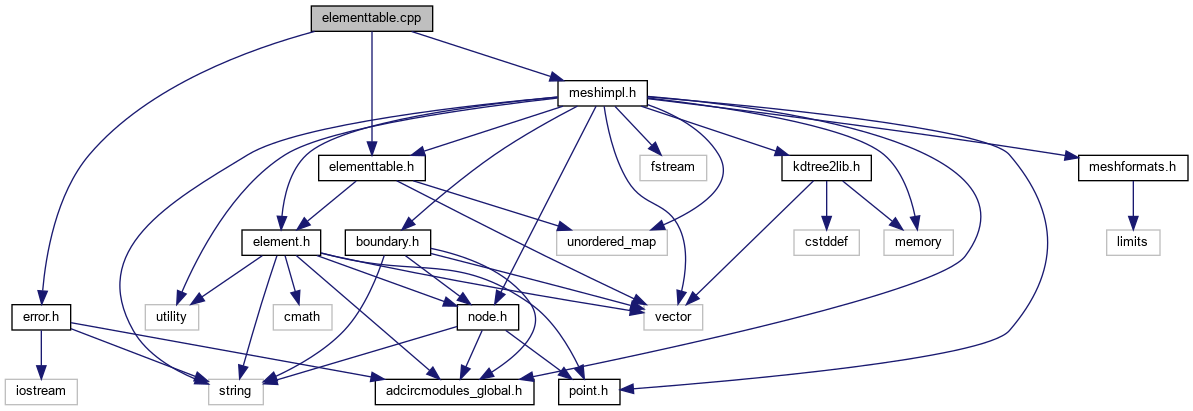 elementtable.cpp
meshimpl.h
elementtable.h
fstream
kdtree2lib.h
meshformats.h
element.h
boundary.h
unordered_map
cstddef
memory
limits
error.h
utility
cmath
node.h
vector
iostream
string
adcircmodules_global.h
point.h